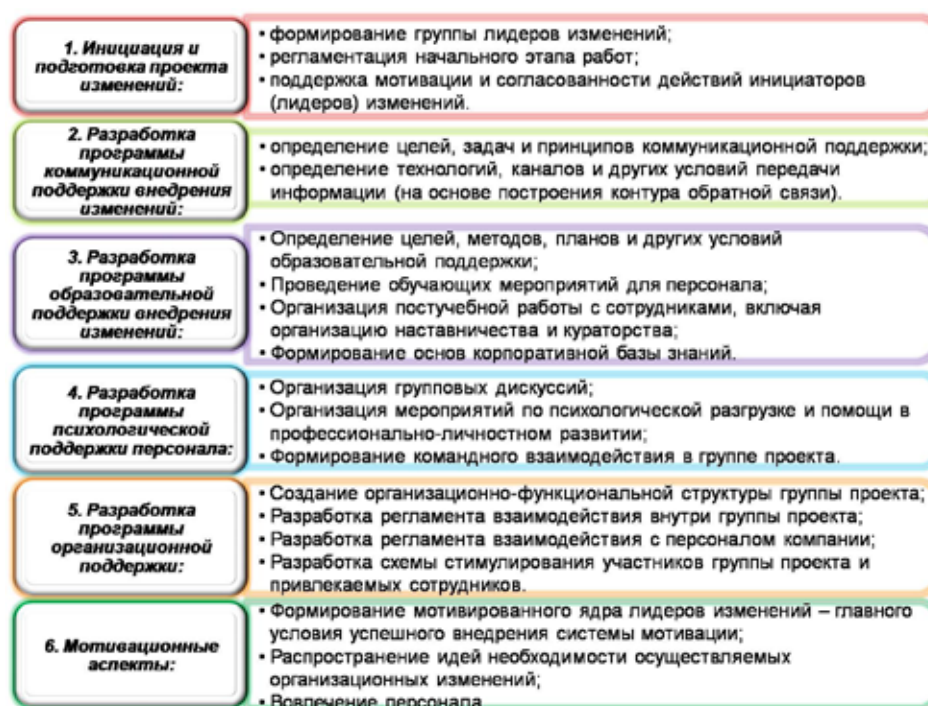 1. Инициация и
подготовка проекта
изменений:
• формирование группы лидеров изменений;
• регламентация начального этапа работ;
• поддержка мотивации и согласованности действий инициаторов
(лидеров) изменений.
2. Разработка
программы
коммуникационной
поддержки внедрения
изменений:
• определение целей, задач и принципов коммуникационной поддержки;
• определение технологий, каналов и других условий передачи
информации (на основе построения контура обратной связи).
3. Разработка
программы
образовательной
поддержки внедрения
изменений:
• Определение целей, методов, планов и других условий
образовательной поддержки;
• Проведение обучающих мероприятий для персонала;
• Организация постучебной работы с сотрудниками, включая
организацию наставничества и кураторства;
• Формирование основ корпоративной базы знаний.
4. Разработка
программы
психологической
поддержки персонала:
• Организация групповых дискуссий;
• Организация мероприятий по психологической разгрузке и помощи в
профессионально-личностном развитии;
• Формирование командного взаимодействия в группе проекта.
5. Разработка
программы
организационной
поддержки:
• Создание организационно-функциональной структуры группы проекта;
• Разработка регламента взаимодействия внутри группы проекта;
• Разработка регламента взаимодействия с персоналом компании;
• Разработка схемы стимулирования участников группы проекта и
привлекаемых сотрудников.
6. Мотивационные
аспекты:
• Формирование мотивированного ядра лидеров изменений – главного
условия успешного внедрения системы мотивации;
• Распространение идей необходимости осуществляемых
организационных изменений;
• Вовлечение персонала